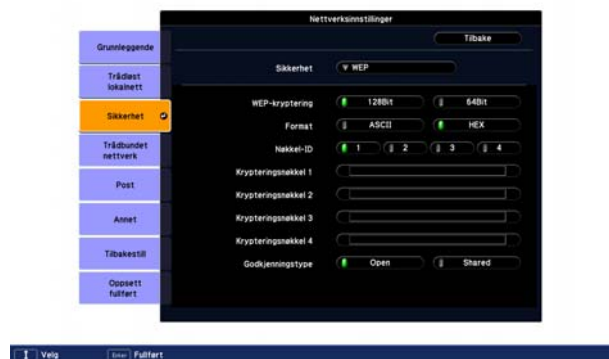 Nettverksinnstillinger
Tilbake
Grunnleggende
Trådløst
lokalnett
Sikkerhet
Trådbundet
nettverk
Post
Annet
Tilbakestill
Oppsett
fullført
Sikkerhet WEP
WEP-kryptering 128Bit 64Bit
Format ASCII HEX
Nøkkel-ID 1 2 3 4
Krypteringsnøkkel 1
Krypteringsnøkkel 2
Krypteringsnøkkel 3
Krypteringsnøkkel 4
Godkjenningstype Open Shared
Velg Enter Fullført